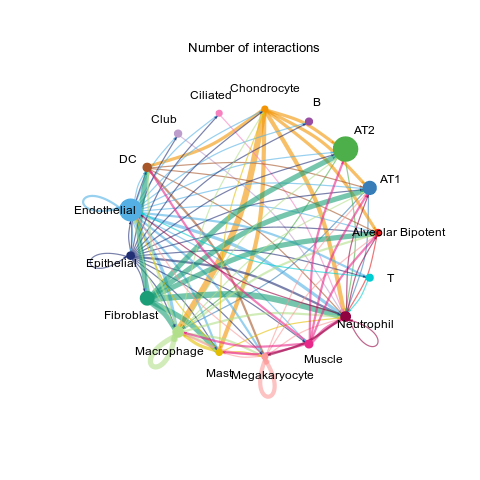 Number of interactions
Chondrocyte
Ciliated
B
Club
AT2
DC
AT1
Endothelial
Alveolar Bipotent
Epithelial
T
Fibroblast
Neutrophil
Macrophage
Muscle
Mast
Megakaryocyte